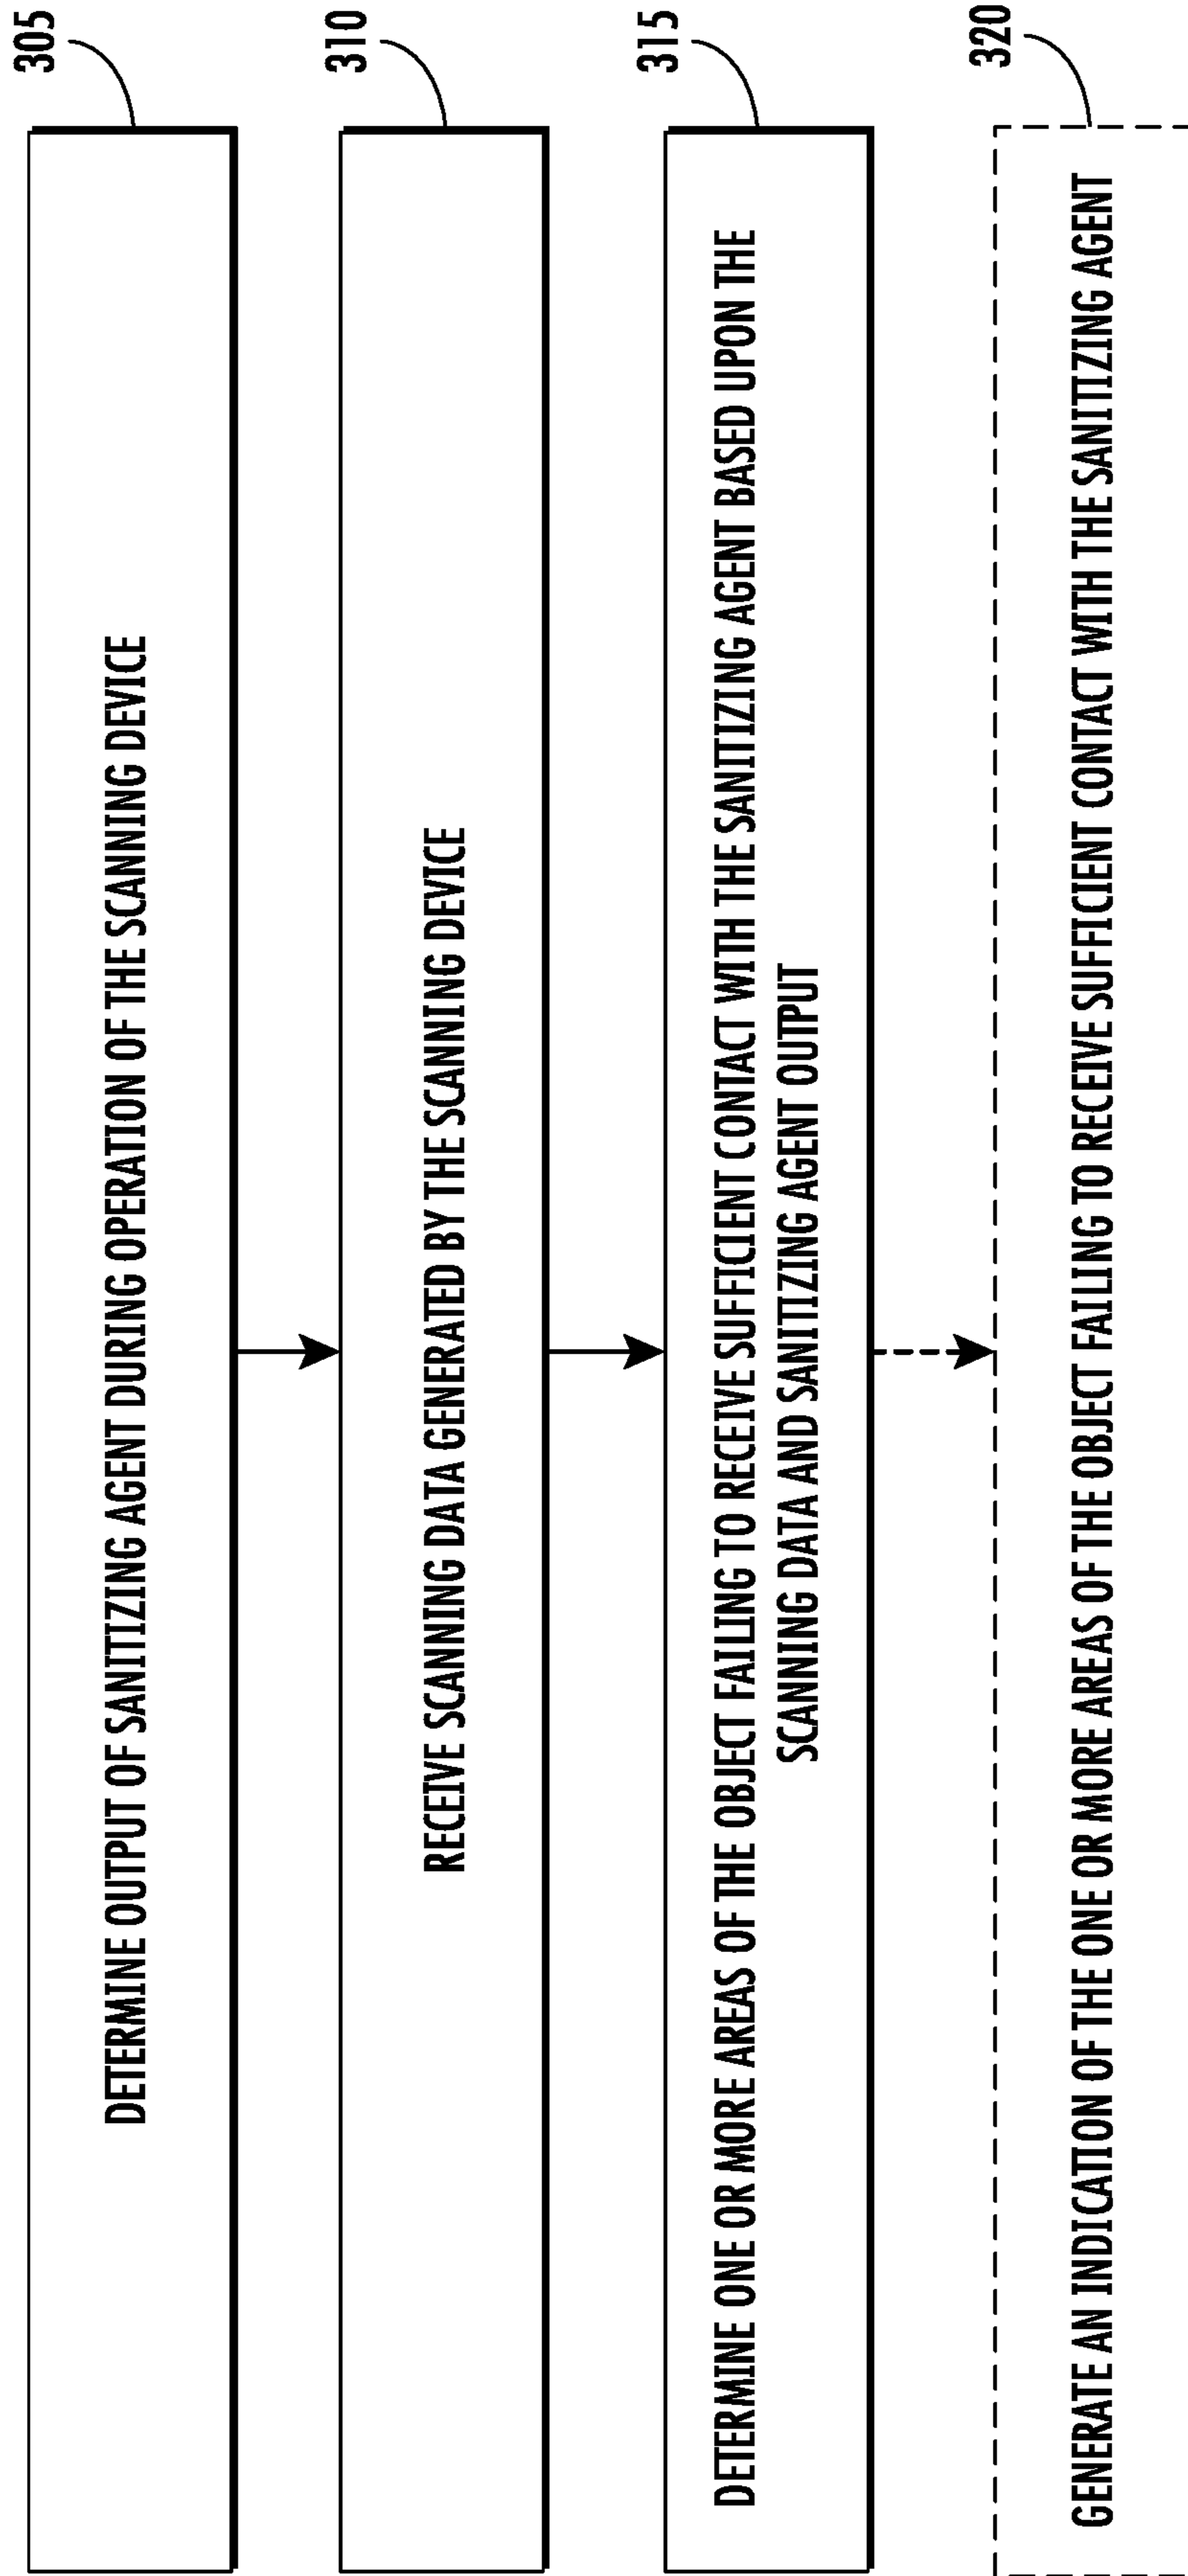 305
DETERMINE OUTPUT OF SANITIZING AGENT DURING OPERATION OF THE SCANNING DEVICE
310
RECEIVE SCANNING DATA GENERATED BY THE SCANNING DEVICE
315
DETERMINE ONE OR MORE AREAS OF THE OBJECT FAILING TO RECEIVE SUFFICIENT CONTACT WITH THE SANITIZING AGENT BASED UPON THE
SCANNING DATA AND SANITIZING AGENT OUTPUT
320
GENERATE AN INDICATION OF THE ONE OR MORE AREAS OF THE OBJECT FAILING TO RECEIVE SUFFICIENT CONTACT WITH THE SANITIZING AGENT